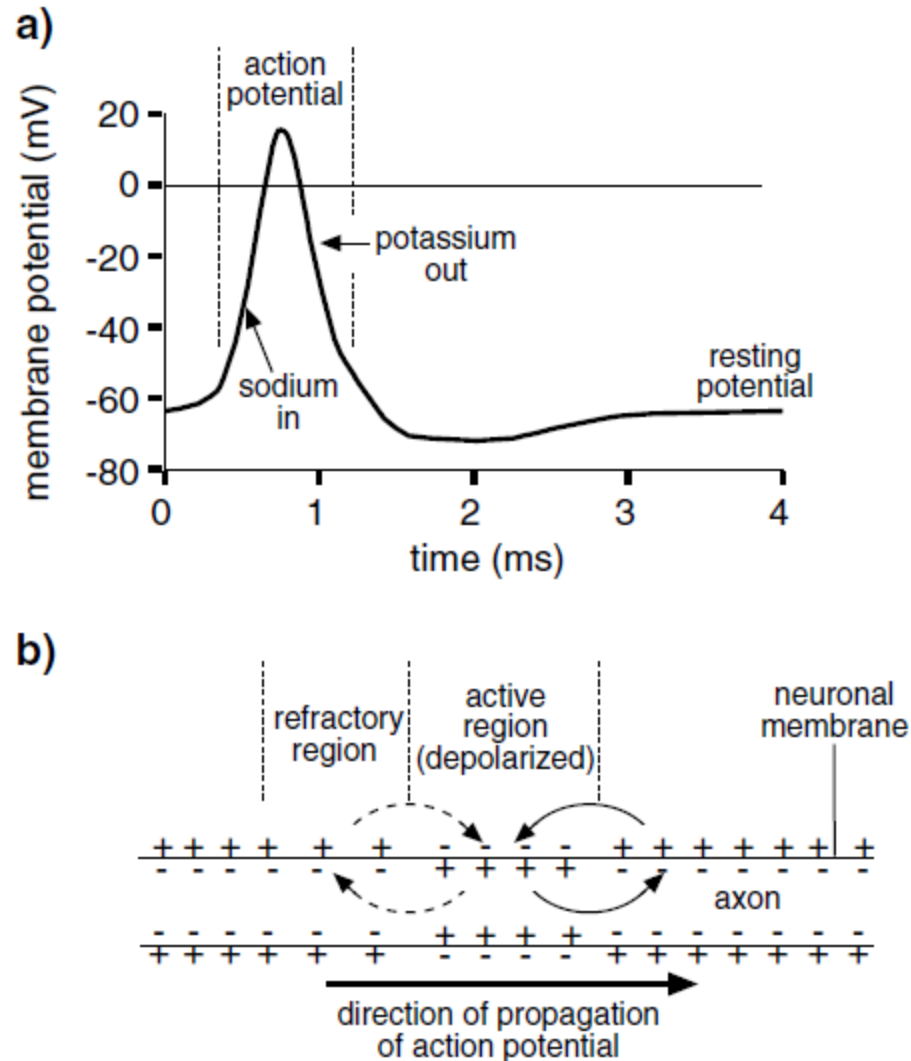 a)
action
potential
membrane potential (mV)
20
0
-20
-40
-60
-80
potassium
out
sodium
in
resting
potential
0 1 2 3 4
time (ms)
b)
refractory
region
active
region
(depolarized)
neuronal
membrane
+ + + + + + - - - - + + + + + + +
- - - - - - + + + + - - - - - - -
axon
- - - - - - + + + + - - - - - - -
+ + + + + + - - - - + + + + + + +
direction of propagation
of action potential